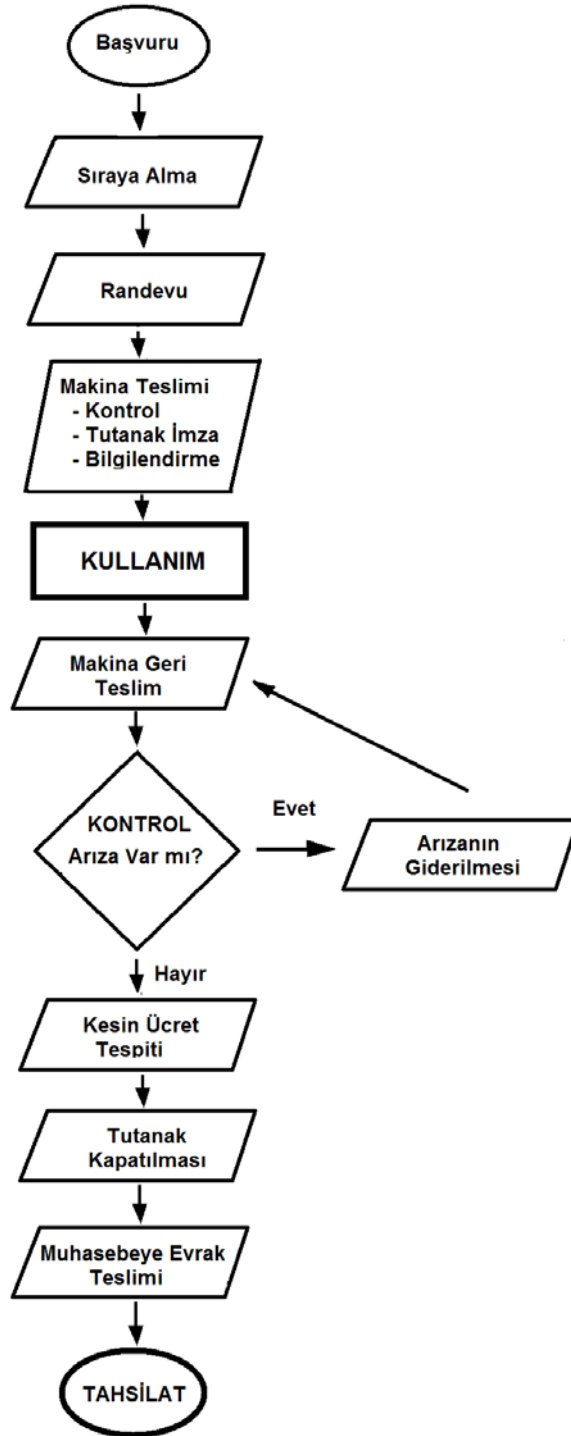 Başvuru
Sıraya Alma
Randevu
Makina Teslimi
- Kontrol
- Tutanak İmza
- Bilgilendirme
KULLANIM
Makina Geri
Teslim
KONTROL
Arıza Var mı?
Evet
Arızanın
Giderilmesi
Hayır
Kesin Ücret
Tespiti
Tutanak
Kapatılması
Muhasebeye Evrak
Teslimi
TAHSİLAT